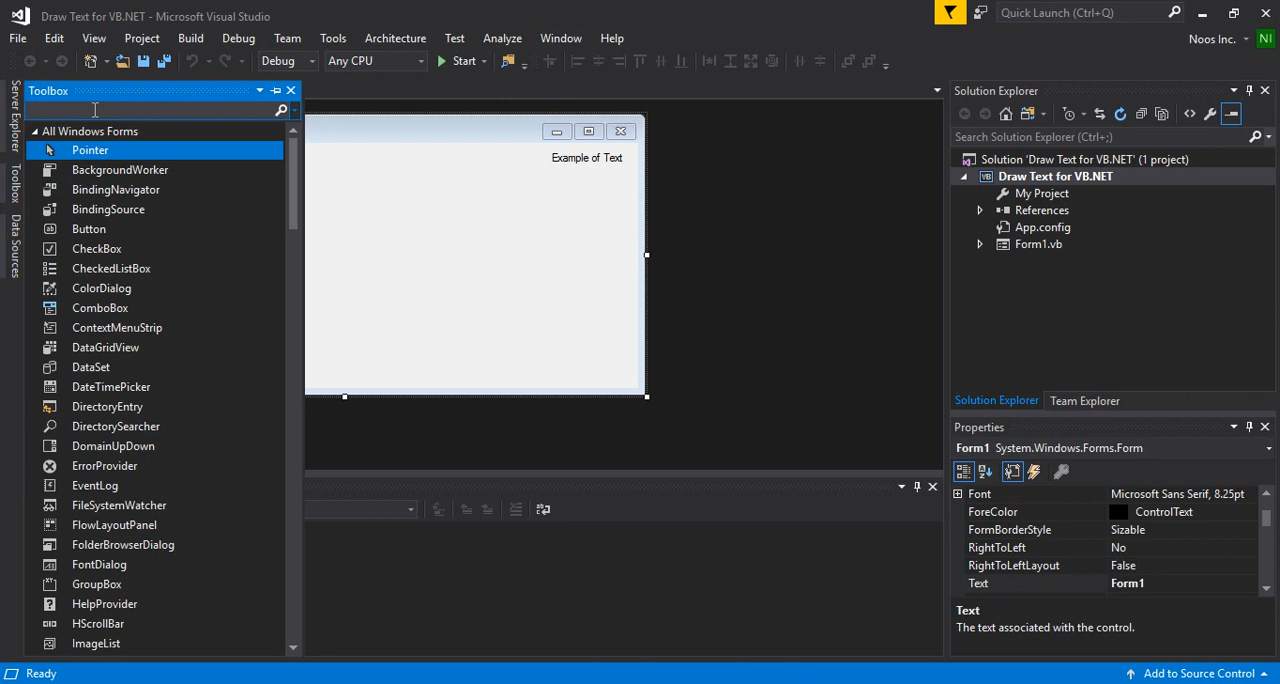 Draw Text for VB.NET - Microsoft Visual Studio
Quick Launch (Ctrl+Q)
File Edit View Project Build Debug Team Tools Architecture Test Analyze Window Help
Noos Inc. NI
Debug Any CPU Start
Server Explorer
Toolbox
Data Sources
Toolbox
All Windows Forms
Pointer
BackgroundWorker
BindingNavigator
BindingSource
Button
CheckBox
CheckedListBox
ColorDialog
ComboBox
ContextMenuStrip
DataGridView
DataSet
DateTimePicker
DirectoryEntry
DirectorySearcher
DomainUpDown
ErrorProvider
EventLog
FileSystemWatcher
FlowLayoutPanel
FolderBrowserDialog
FontDialog
GroupBox
HelpProvider
HScrollBar
ImageList
Example of Text
Solution Explorer
Search Solution Explorer (Ctrl+;)
Solution 'Draw Text for VB.NET' (1 project)
VB Draw Text for VB.NET
My Project
References
App.config
Form1.vb
Solution Explorer Team Explorer
Properties
Form1 System.Windows.Forms.Form
Font Microsoft Sans Serif, 8.25pt
ForeColor ControlText
FormBorderStyle Sizable
RightToLeft No
RightToLeftLayout False
Text Form1
Text
The text associated with the control.
Ready
Add to Source Control